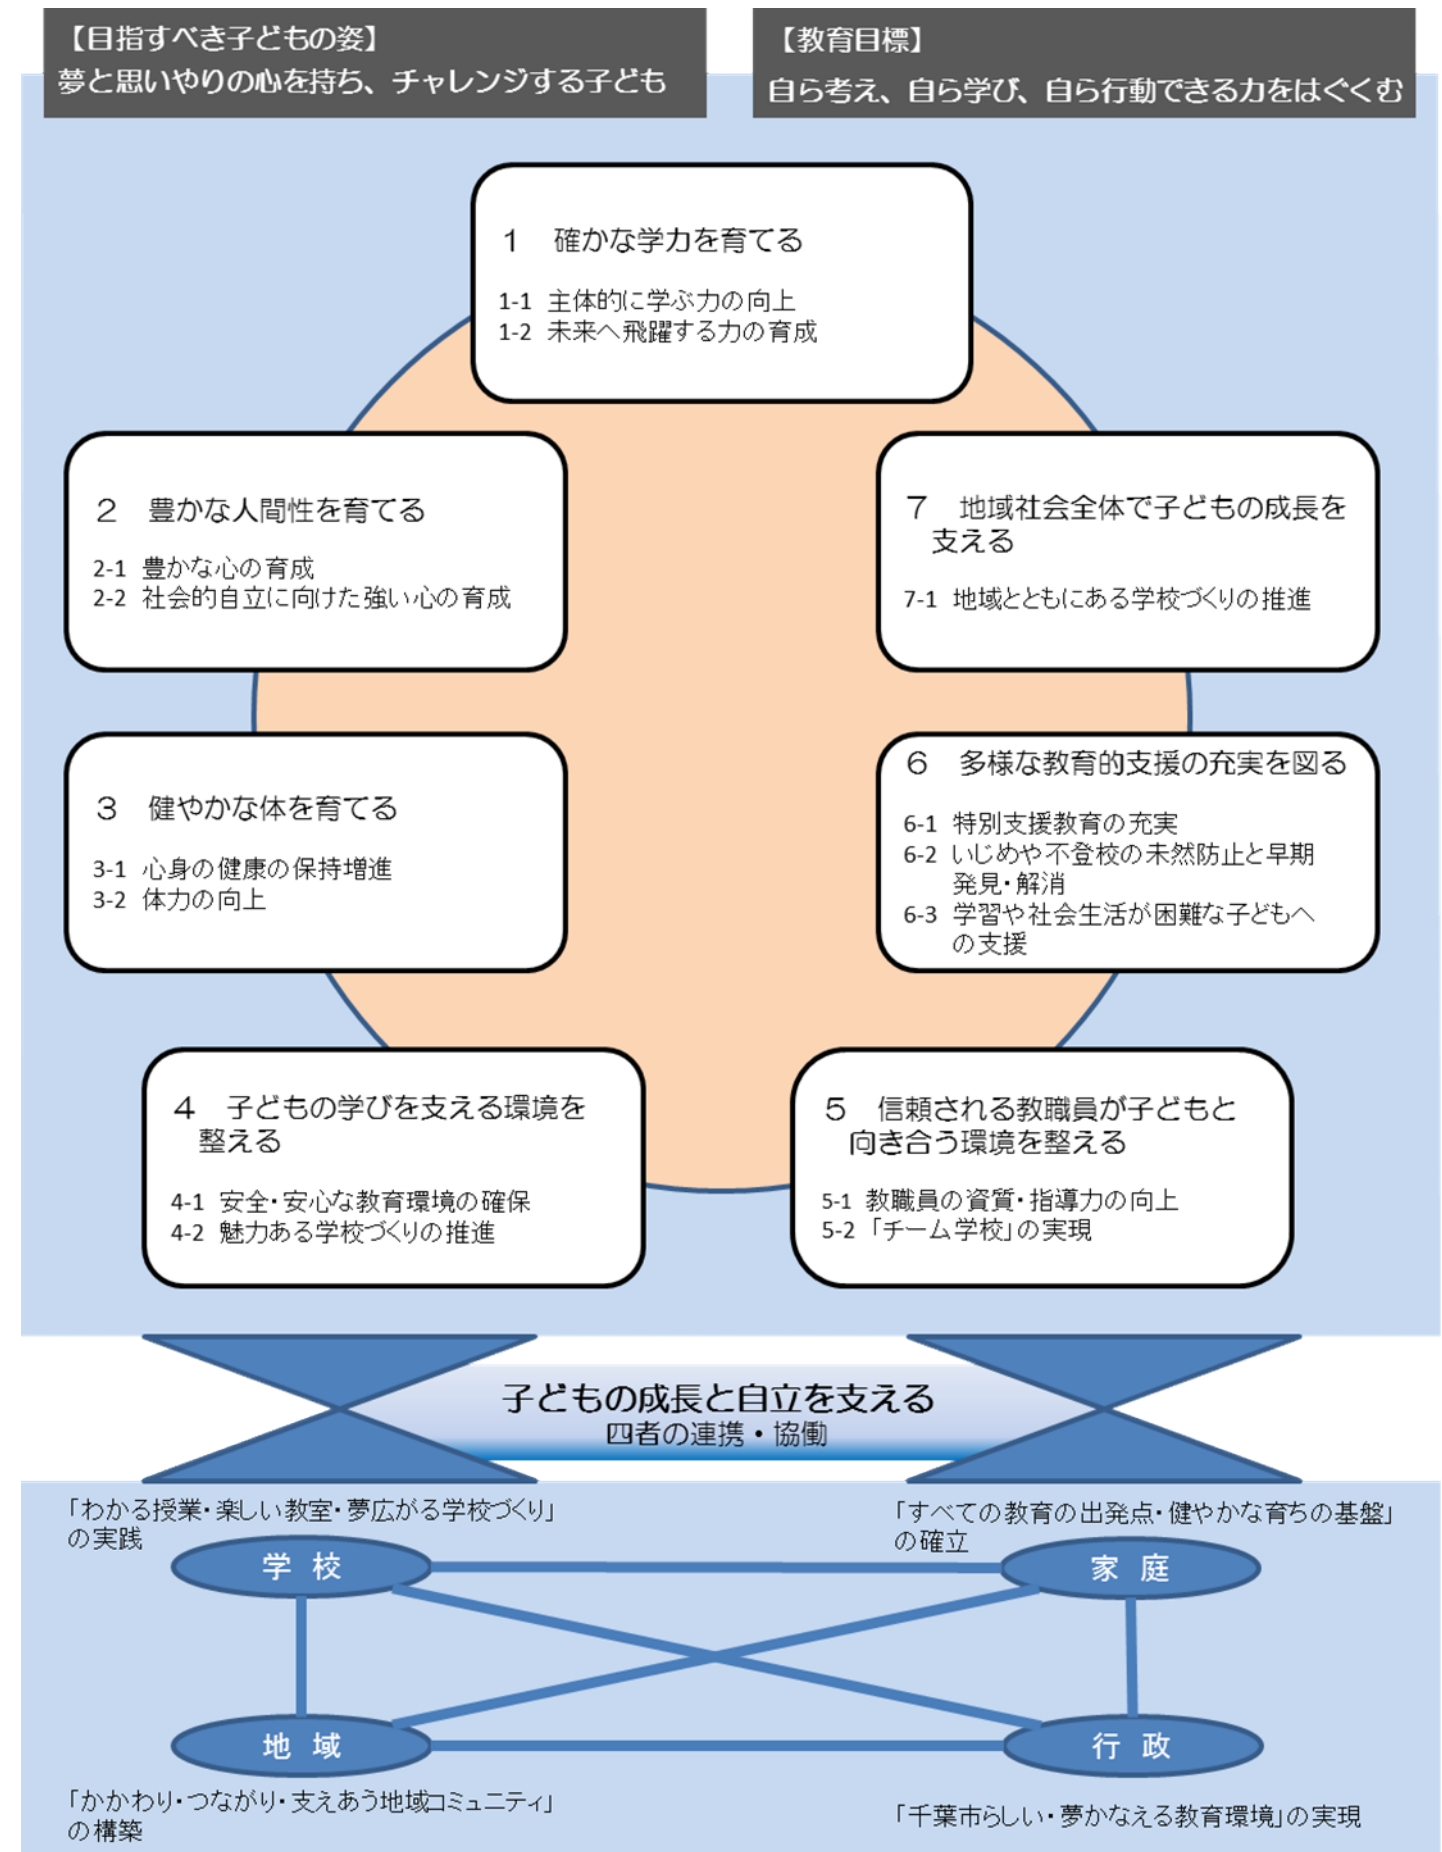 【目指すべき子どもの姿】
夢と思いやりの心を持ち、チャレンジする子ども
【教育目標】
自ら考え、自ら学び、自ら行動できる力をはぐくむ
1　確かな学力を育てる
1-1 主体的に学ぶ力の向上
1-2 未来へ飛躍する力の育成
2　豊かな人間性を育てる
2-1 豊かな心の育成
2-2 社会的自立に向けた強い心の育成
7　地域社会全体で子どもの成長を
支える
7-1 地域とともにある学校づくりの推進
3　健やかな体を育てる
3-1 心身の健康の保持増進
3-2 体力の向上
6　多様な教育的支援の充実を図る
6-1 特別支援教育の充実
6-2 いじめや不登校の未然防止と早期
発見・解消
6-3 学習や社会生活が困難な子どもへ
の支援
4　子どもの学びを支える環境を
整える
4-1 安全・安心な教育環境の確保
4-2 魅力ある学校づくりの推進
5　信頼される教職員が子どもと
向き合う環境を整える
5-1 教職員の資質・指導力の向上
5-2 「チーム学校」の実現
子どもの成長と自立を支える
四者の連携・協働
「わかる授業・楽しい教室・夢広がる学校づくり」
の実践
「すべての教育の出発点・健やかな育ちの基盤」
の確立
学 校
家 庭
地 域
行 政
「かかわり・つながり・支えあう地域コミュニティ」
の構築
「千葉市らしい・夢かなえる教育環境」の実現